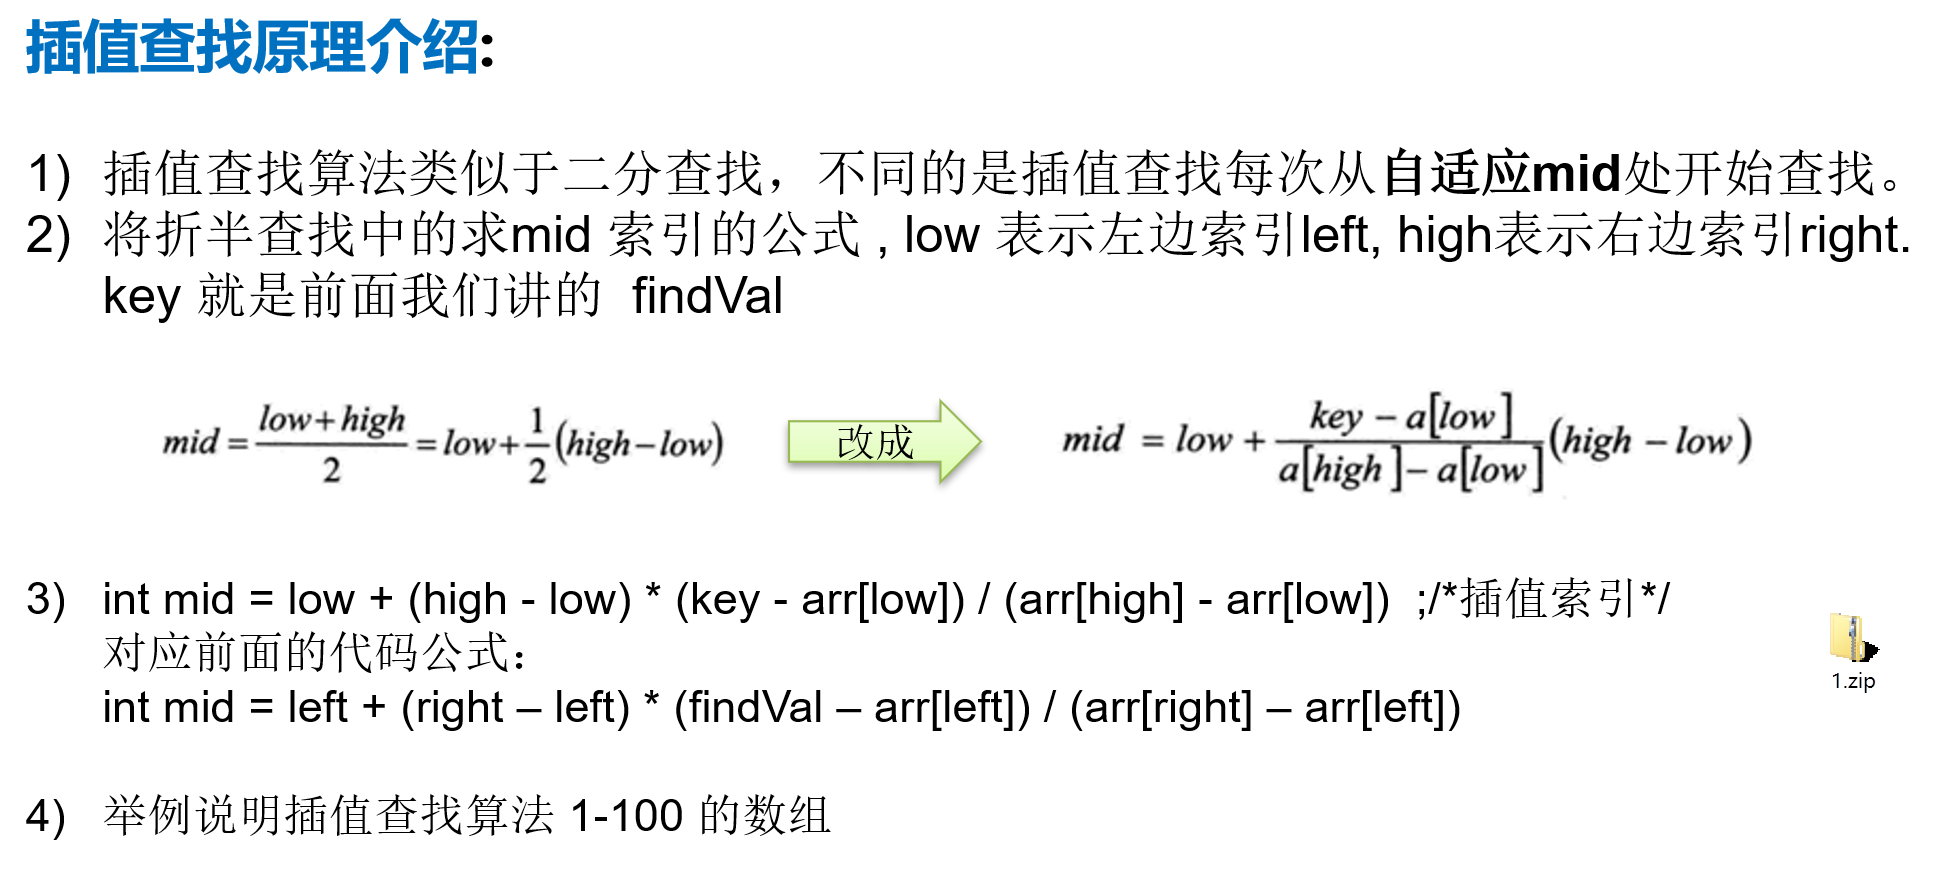 插值查找原理介绍:
1) 插值查找算法类似于二分查找，不同的是插值查找每次从自适应mid处开始查找。
2) 将折半查找中的求mid 索引的公式 , low 表示左边索引left, high表示右边索引right.
key 就是前面我们讲的 findVal
mid = \frac{low+high}{2} = low + \frac{1}{2}(high-low)
改成
mid = low + \frac{key - a[low]}{a[high] - a[low]}(high - low)
3) int mid = low + (high - low) * (key - arr[low]) / (arr[high] - arr[low]) ;/*插值索引*/
对应前面的代码公式：
int mid = left + (right – left) * (findVal – arr[left]) / (arr[right] – arr[left])
1.zip
4) 举例说明插值查找算法 1-100 的数组